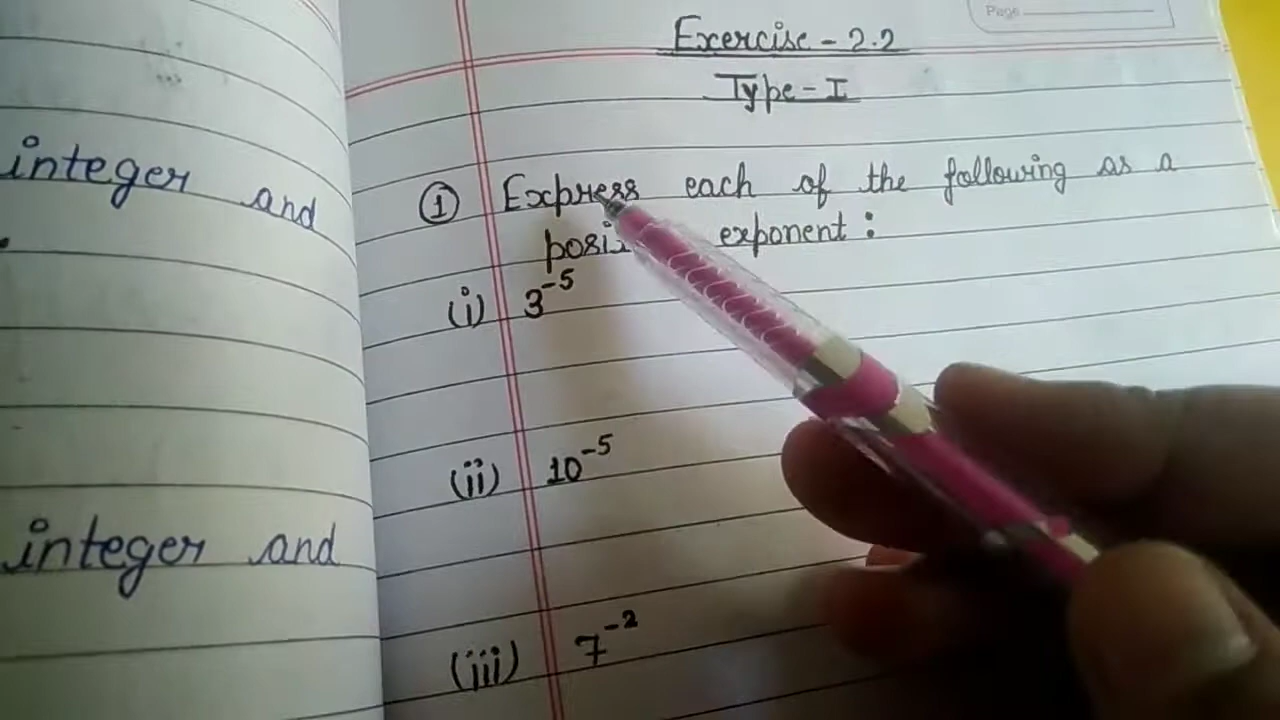 Page
Exercise - 2.2
Type - I
integer and
① Express each of the following as a
exponent :
(i) 3⁻⁵
(ii) 10⁻⁵
integer and
(iii) 7⁻²